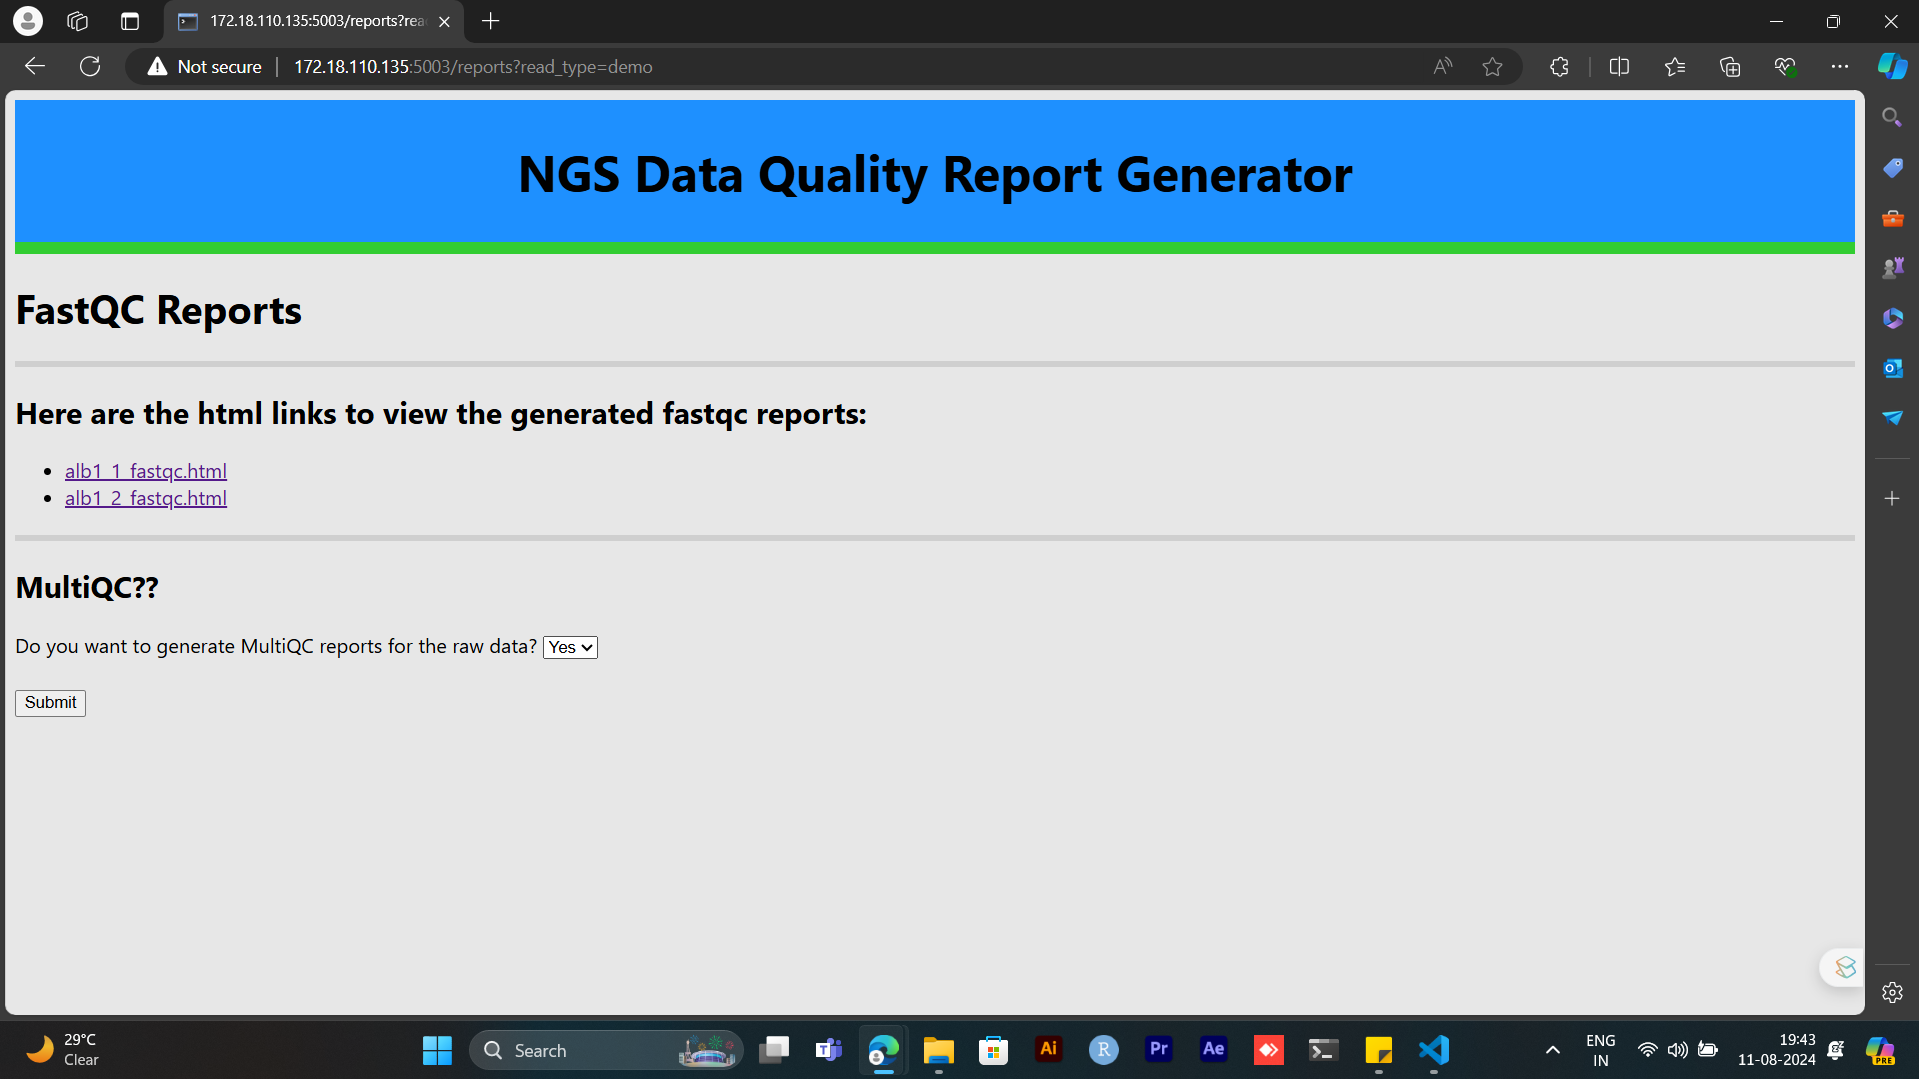 172.18.110.135:5003/reports?rea
Not secure
172.18.110.135:5003/reports?read_type=demo
NGS Data Quality Report Generator
FastQC Reports
Here are the html links to view the generated fastqc reports:
alb1_1_fastqc.html
alb1_2_fastqc.html
MultiQC??
Do you want to generate MultiQC reports for the raw data? Yes
Submit
29°C
Clear
Search
Ai
R
Pr
Ae
ENG
IN
19:43
11-08-2024
PRE